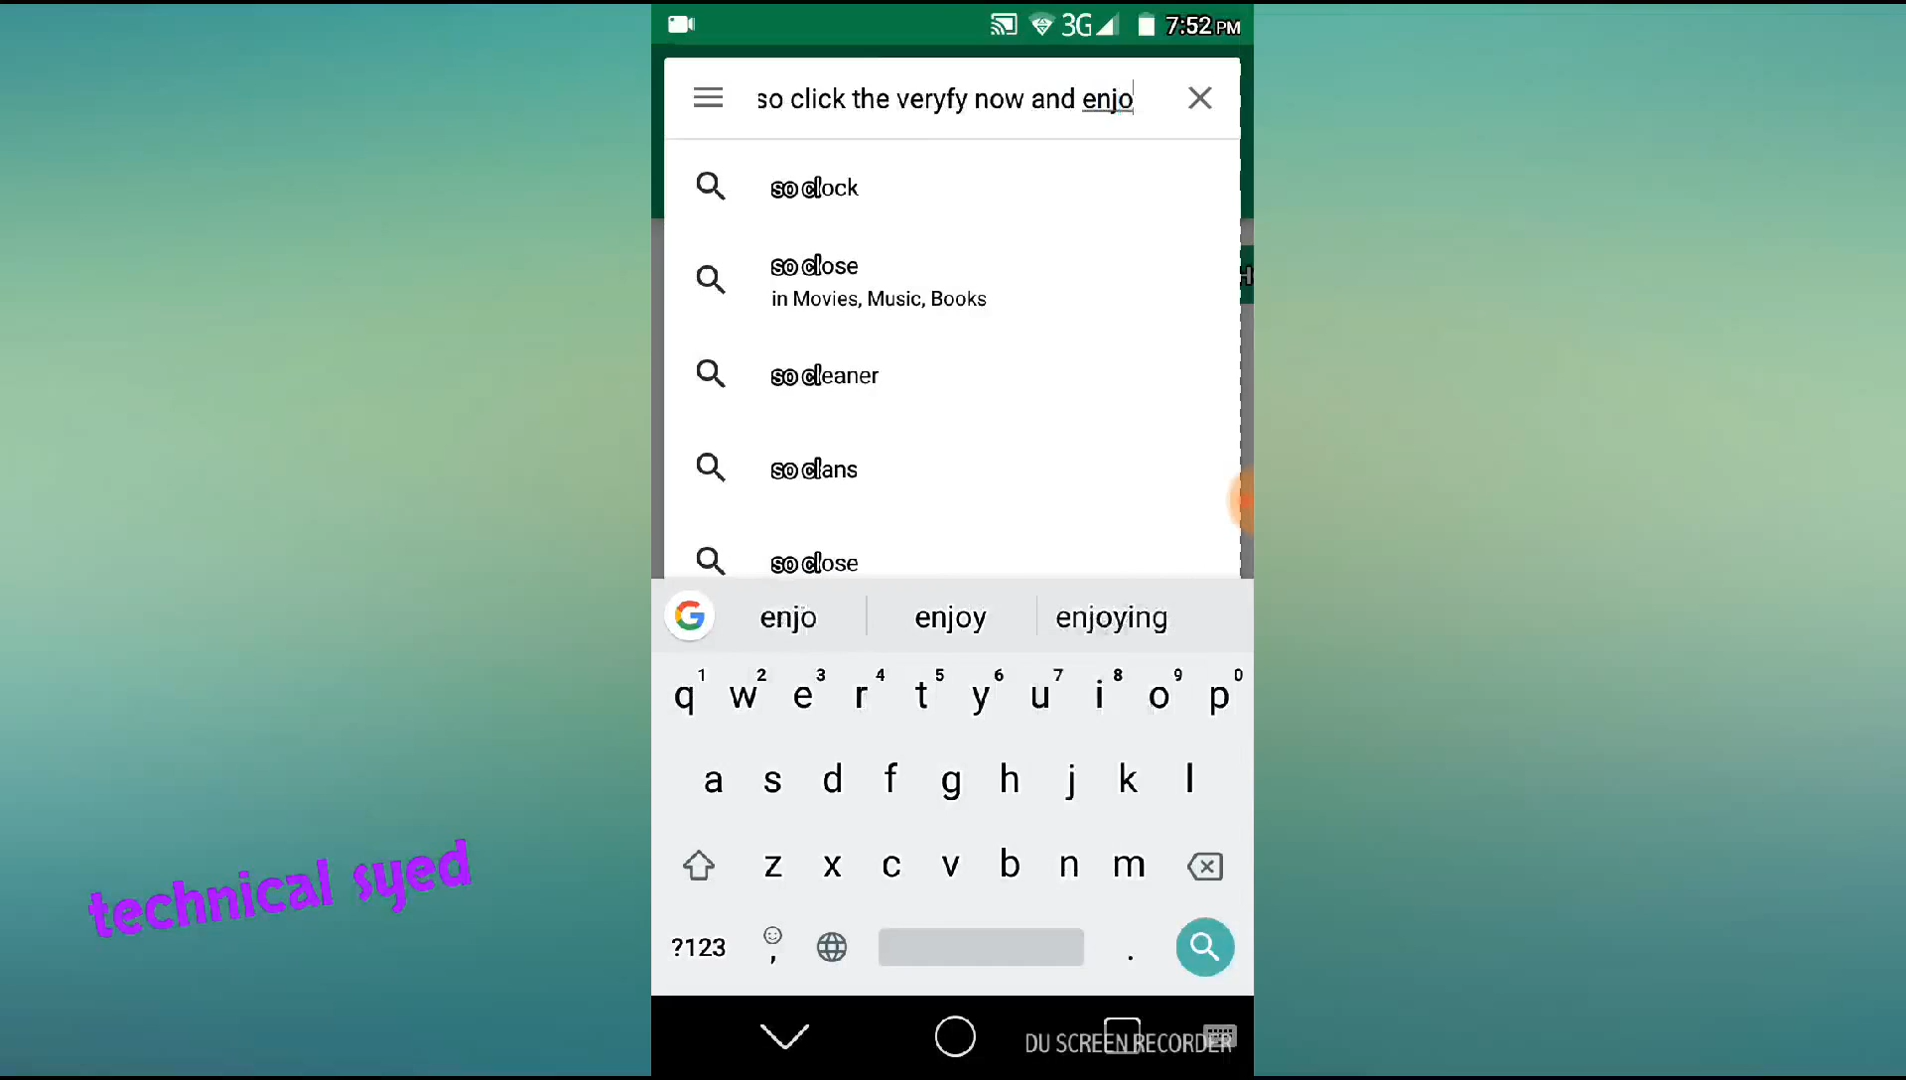 3G 7:52 PM
so click the veryfy now and enjo
so clock
so close
in Movies, Music, Books
so cleaner
so clans
so close
G enjo enjoy enjoying
1 2 3 4 5 6 7 8 9 0
q w e r t y u i o p
a s d f g h j k l
z x c v b n m
?123 , .
DU SCREEN RECORDER
technical syed